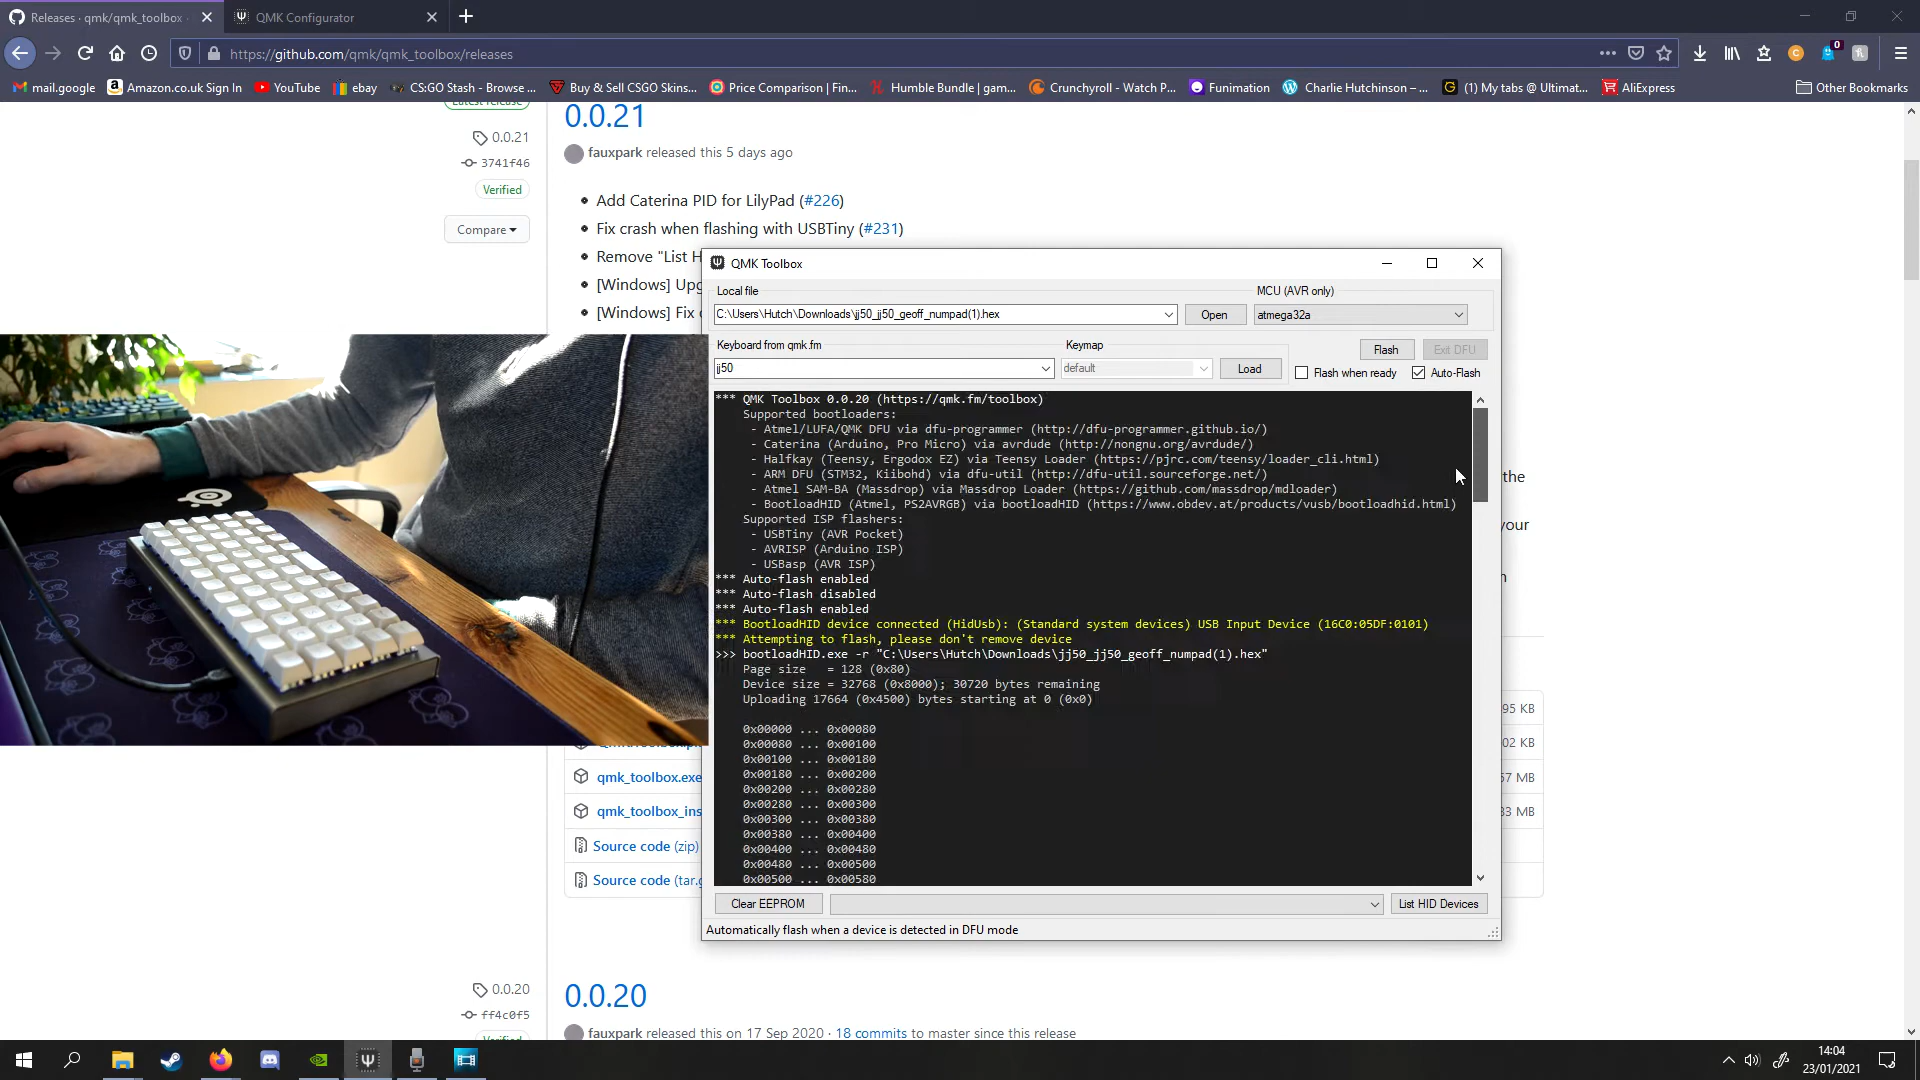 Releases · qmk/qmk_toolbox
QMK Configurator
https://github.com/qmk/qmk_toolbox/releases
0
mail.google
Amazon.co.uk Sign In
YouTube
ebay
CS:GO Stash - Browse ...
Buy & Sell CSGO Skins...
Price Comparison | Fin...
Humble Bundle | gam...
Crunchyroll - Watch P...
Funimation
Charlie Hutchinson – ...
(1) My tabs @ Ultimat...
AliExpress
Other Bookmarks
Latest release
0.0.21
0.0.21
3741f46
Verified
Compare
fauxpark released this 5 days ago
Add Caterina PID for LilyPad (#226)
Fix crash when flashing with USBTiny (#231)
Remove "List H
[Windows] Upg
[Windows] Fix c
the
your
QMK Toolbox
Local file
MCU (AVR only)
C:\Users\Hutch\Downloads\jj50_jj50_geoff_numpad(1).hex
Open
atmega32a
Keyboard from qmk.fm
Keymap
Flash
Exit DFU
jj50
default
Load
Flash when ready
Auto-Flash
*** QMK Toolbox 0.0.20 (https://qmk.fm/toolbox)
Supported bootloaders:
- Atmel/LUFA/QMK DFU via dfu-programmer (http://dfu-programmer.github.io/)
- Caterina (Arduino, Pro Micro) via avrdude (http://nongnu.org/avrdude/)
- Halfkay (Teensy, Ergodox EZ) via Teensy Loader (https://pjrc.com/teensy/loader_cli.html)
- ARM DFU (STM32, Kiibohd) via dfu-util (http://dfu-util.sourceforge.net/)
- Atmel SAM-BA (Massdrop) via Massdrop Loader (https://github.com/massdrop/mdloader)
- BootloadHID (Atmel, PS2AVRGB) via bootloadHID (https://www.obdev.at/products/vusb/bootloadhid.html)
Supported ISP flashers:
- USBTiny (AVR Pocket)
- AVRISP (Arduino ISP)
- USBasp (AVR ISP)
*** Auto-flash enabled
*** Auto-flash disabled
*** Auto-flash enabled
*** BootloadHID device connected (HidUsb): (Standard system devices) USB Input Device (16C0:05DF:0101)
*** Attempting to flash, please don't remove device
>>> bootloadHID.exe -r "C:\Users\Hutch\Downloads\jj50_jj50_geoff_numpad(1).hex"
Page size   = 128 (0x80)
Device size = 32768 (0x8000); 30720 bytes remaining
Uploading 17664 (0x4500) bytes starting at 0 (0x0)
0x00000 ... 0x00080
0x00080 ... 0x00100
0x00100 ... 0x00180
0x00180 ... 0x00200
0x00200 ... 0x00280
0x00280 ... 0x00300
0x00300 ... 0x00380
0x00380 ... 0x00400
0x00400 ... 0x00480
0x00480 ... 0x00500
0x00500 ... 0x00580
Clear EEPROM
List HID Devices
Automatically flash when a device is detected in DFU mode
95 KB
02 KB
qmk_toolbox.exe
57 MB
qmk_toolbox_ins
33 MB
Source code (zip)
Source code (tar.g
0.0.20
ff4c0f5
Verified
0.0.20
fauxpark released this on 17 Sep 2020 · 18 commits to master since this release
14:04
23/01/2021